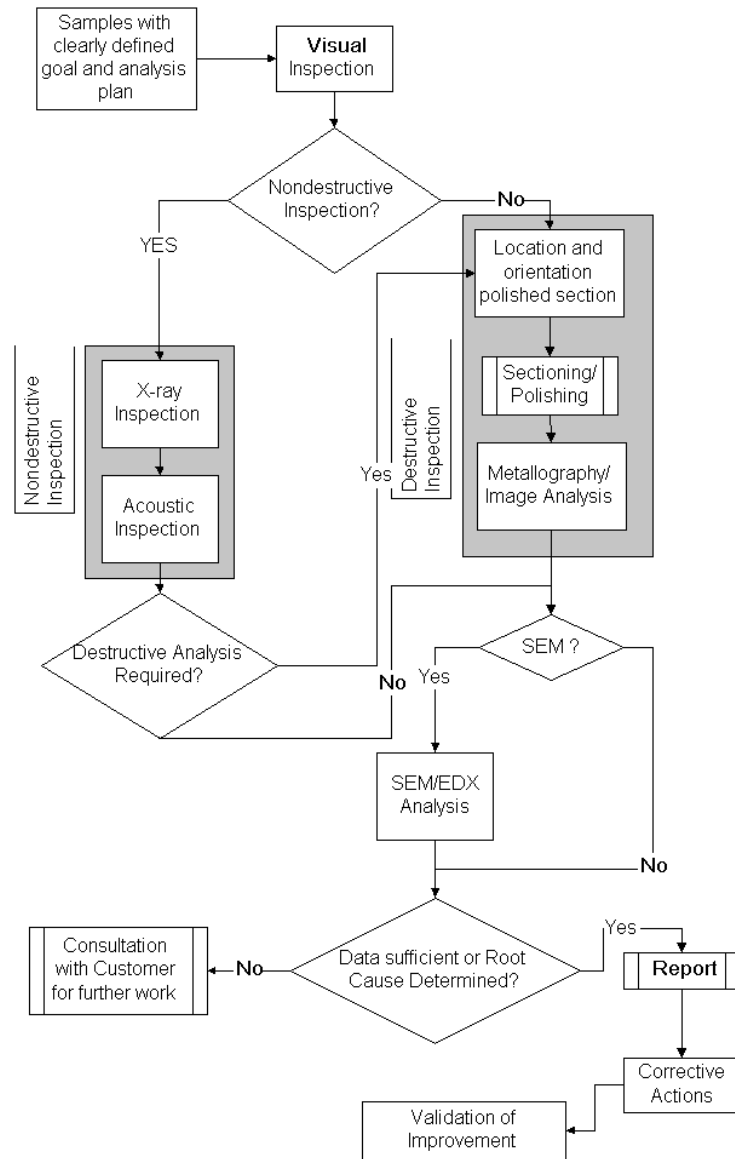 Samples with
clearly defined
goal and analysis
plan
Visual
Inspection
Nondestructive
Inspection?
No
YES
Location and
orientation
polished section
Nondestructive
Inspection
X-ray
Inspection
Sectioning/
Polishing
Destructive
Inspection
Yes
Acoustic
Inspection
Metallography/
Image Analysis
Destructive Analysis
Required?
SEM ?
No
Yes
SEM/EDX
Analysis
No
Consultation
with Customer
for further work
No
Data sufficient or Root
Cause Determined?
Yes
Report
Corrective
Actions
Validation of
Improvement